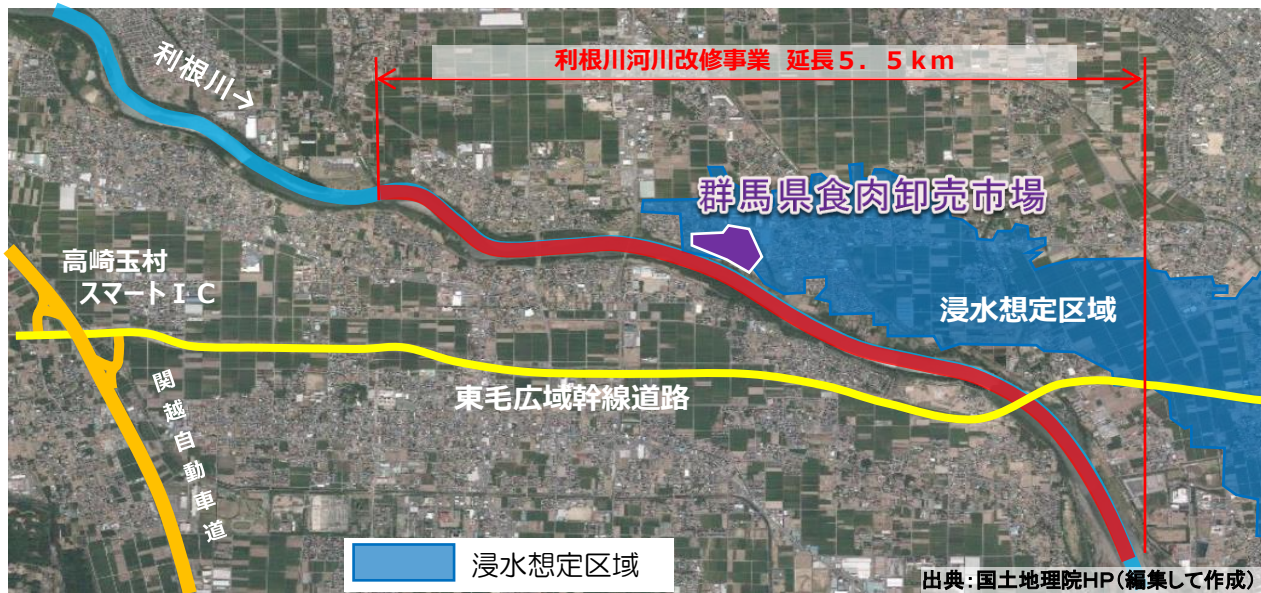 利根川河川改修事業 延長5．5km
利根川→
群馬県食肉卸売市場
高崎玉村
スマートIC
浸水想定区域
関越自動車道
東毛広域幹線道路
浸水想定区域
出典：国土地理院HP（編集して作成）